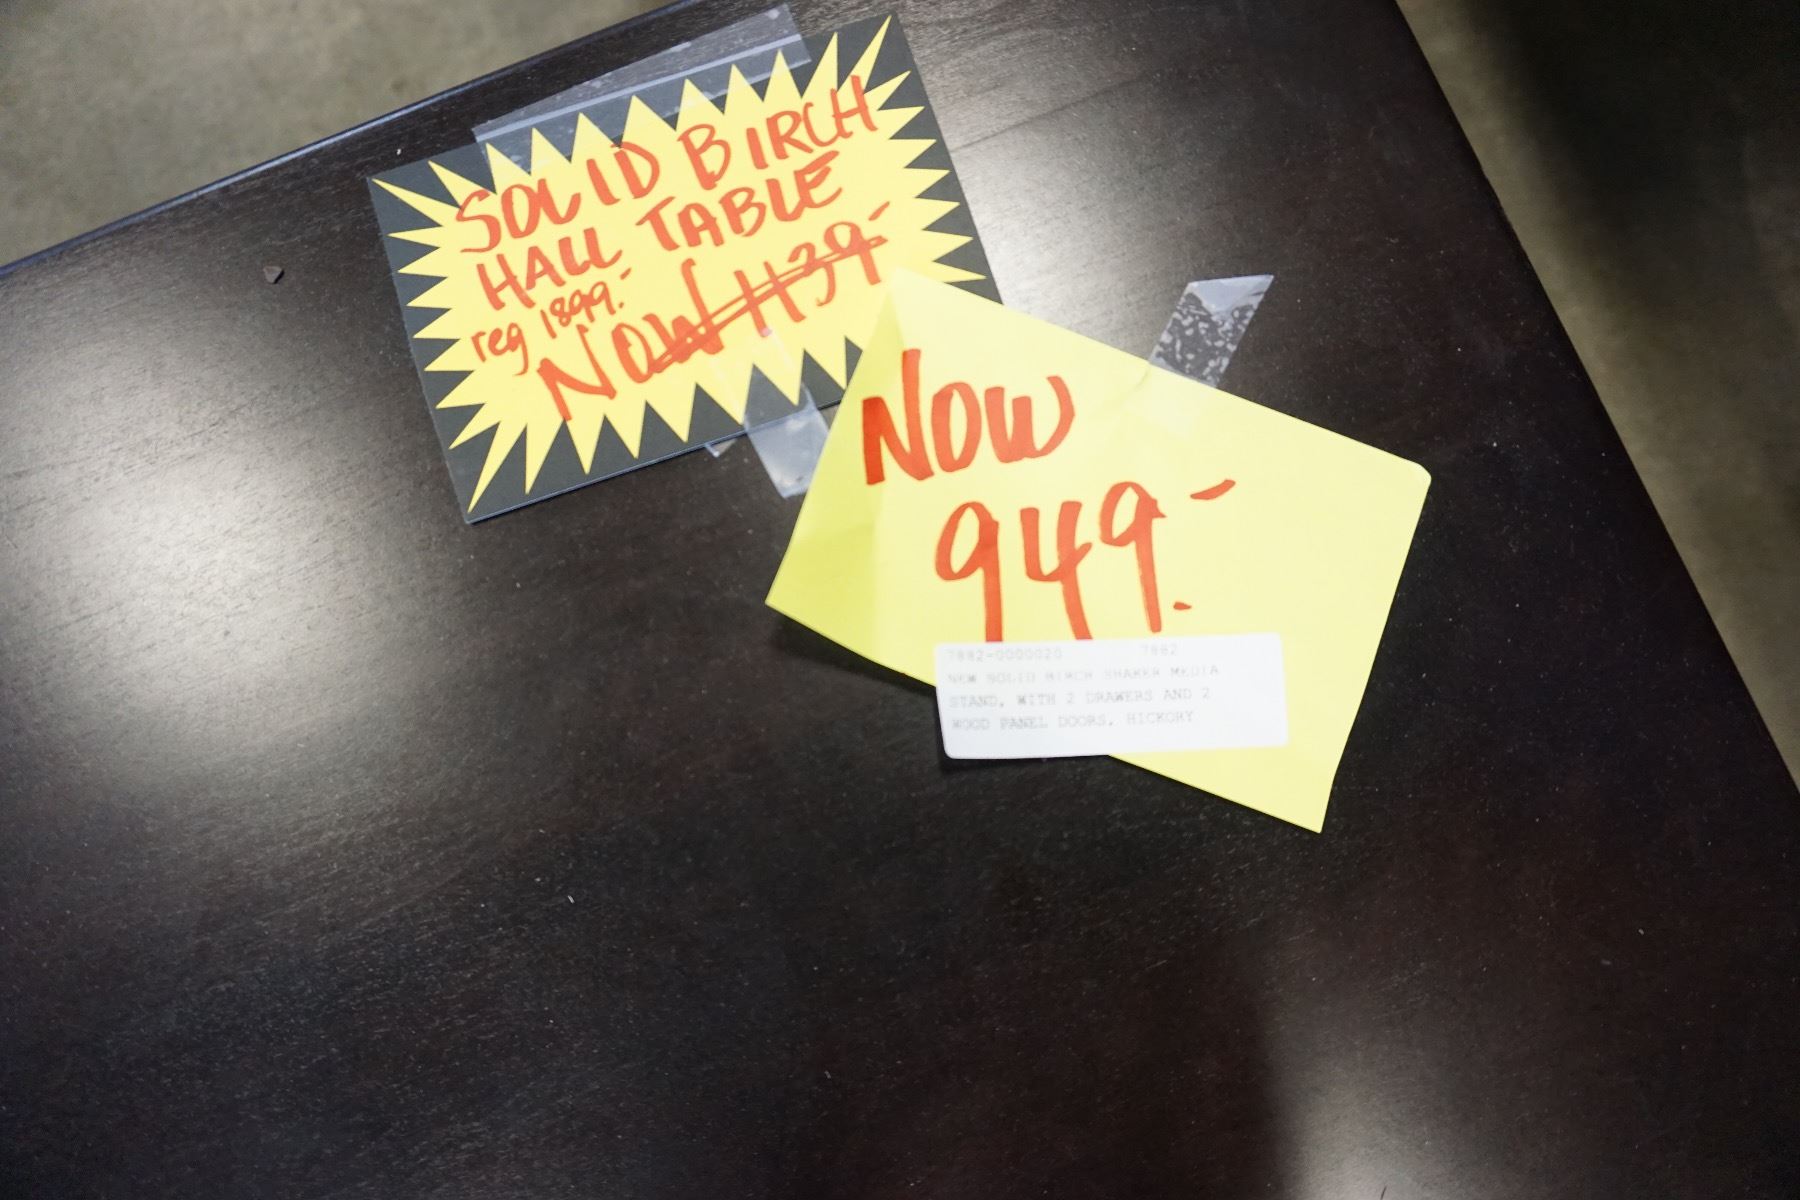 SOLID BIRCH
HALL TABLE
reg 1899.-
NOW 1139-
NOW
949.-
7882-0000020 7882
NEW SOLID BIRCH SHAKER MEDIA
STAND, WITH 2 DRAWERS AND 2
WOOD PANEL DOORS, HICKORY